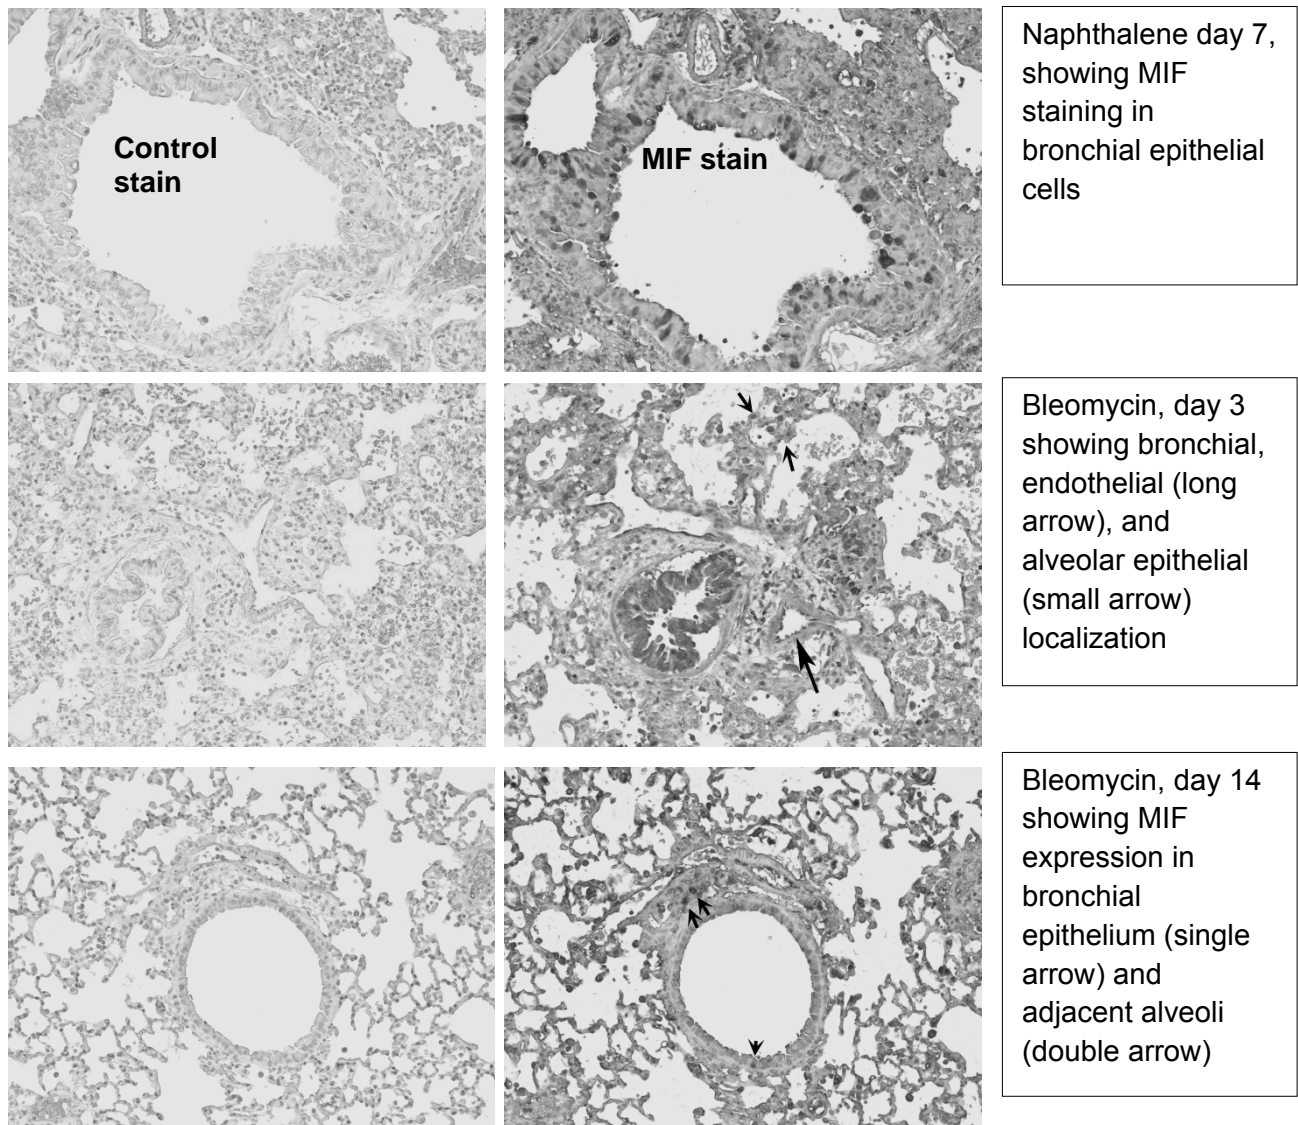 Control
stain
MIF stain
Naphthalene day 7,
showing MIF
staining in
bronchial epithelial
cells
Bleomycin, day 3
showing bronchial,
endothelial (long
arrow), and
alveolar epithelial
(small arrow)
localization
Bleomycin, day 14
showing MIF
expression in
bronchial
epithelium (single
arrow) and
adjacent alveoli
(double arrow)